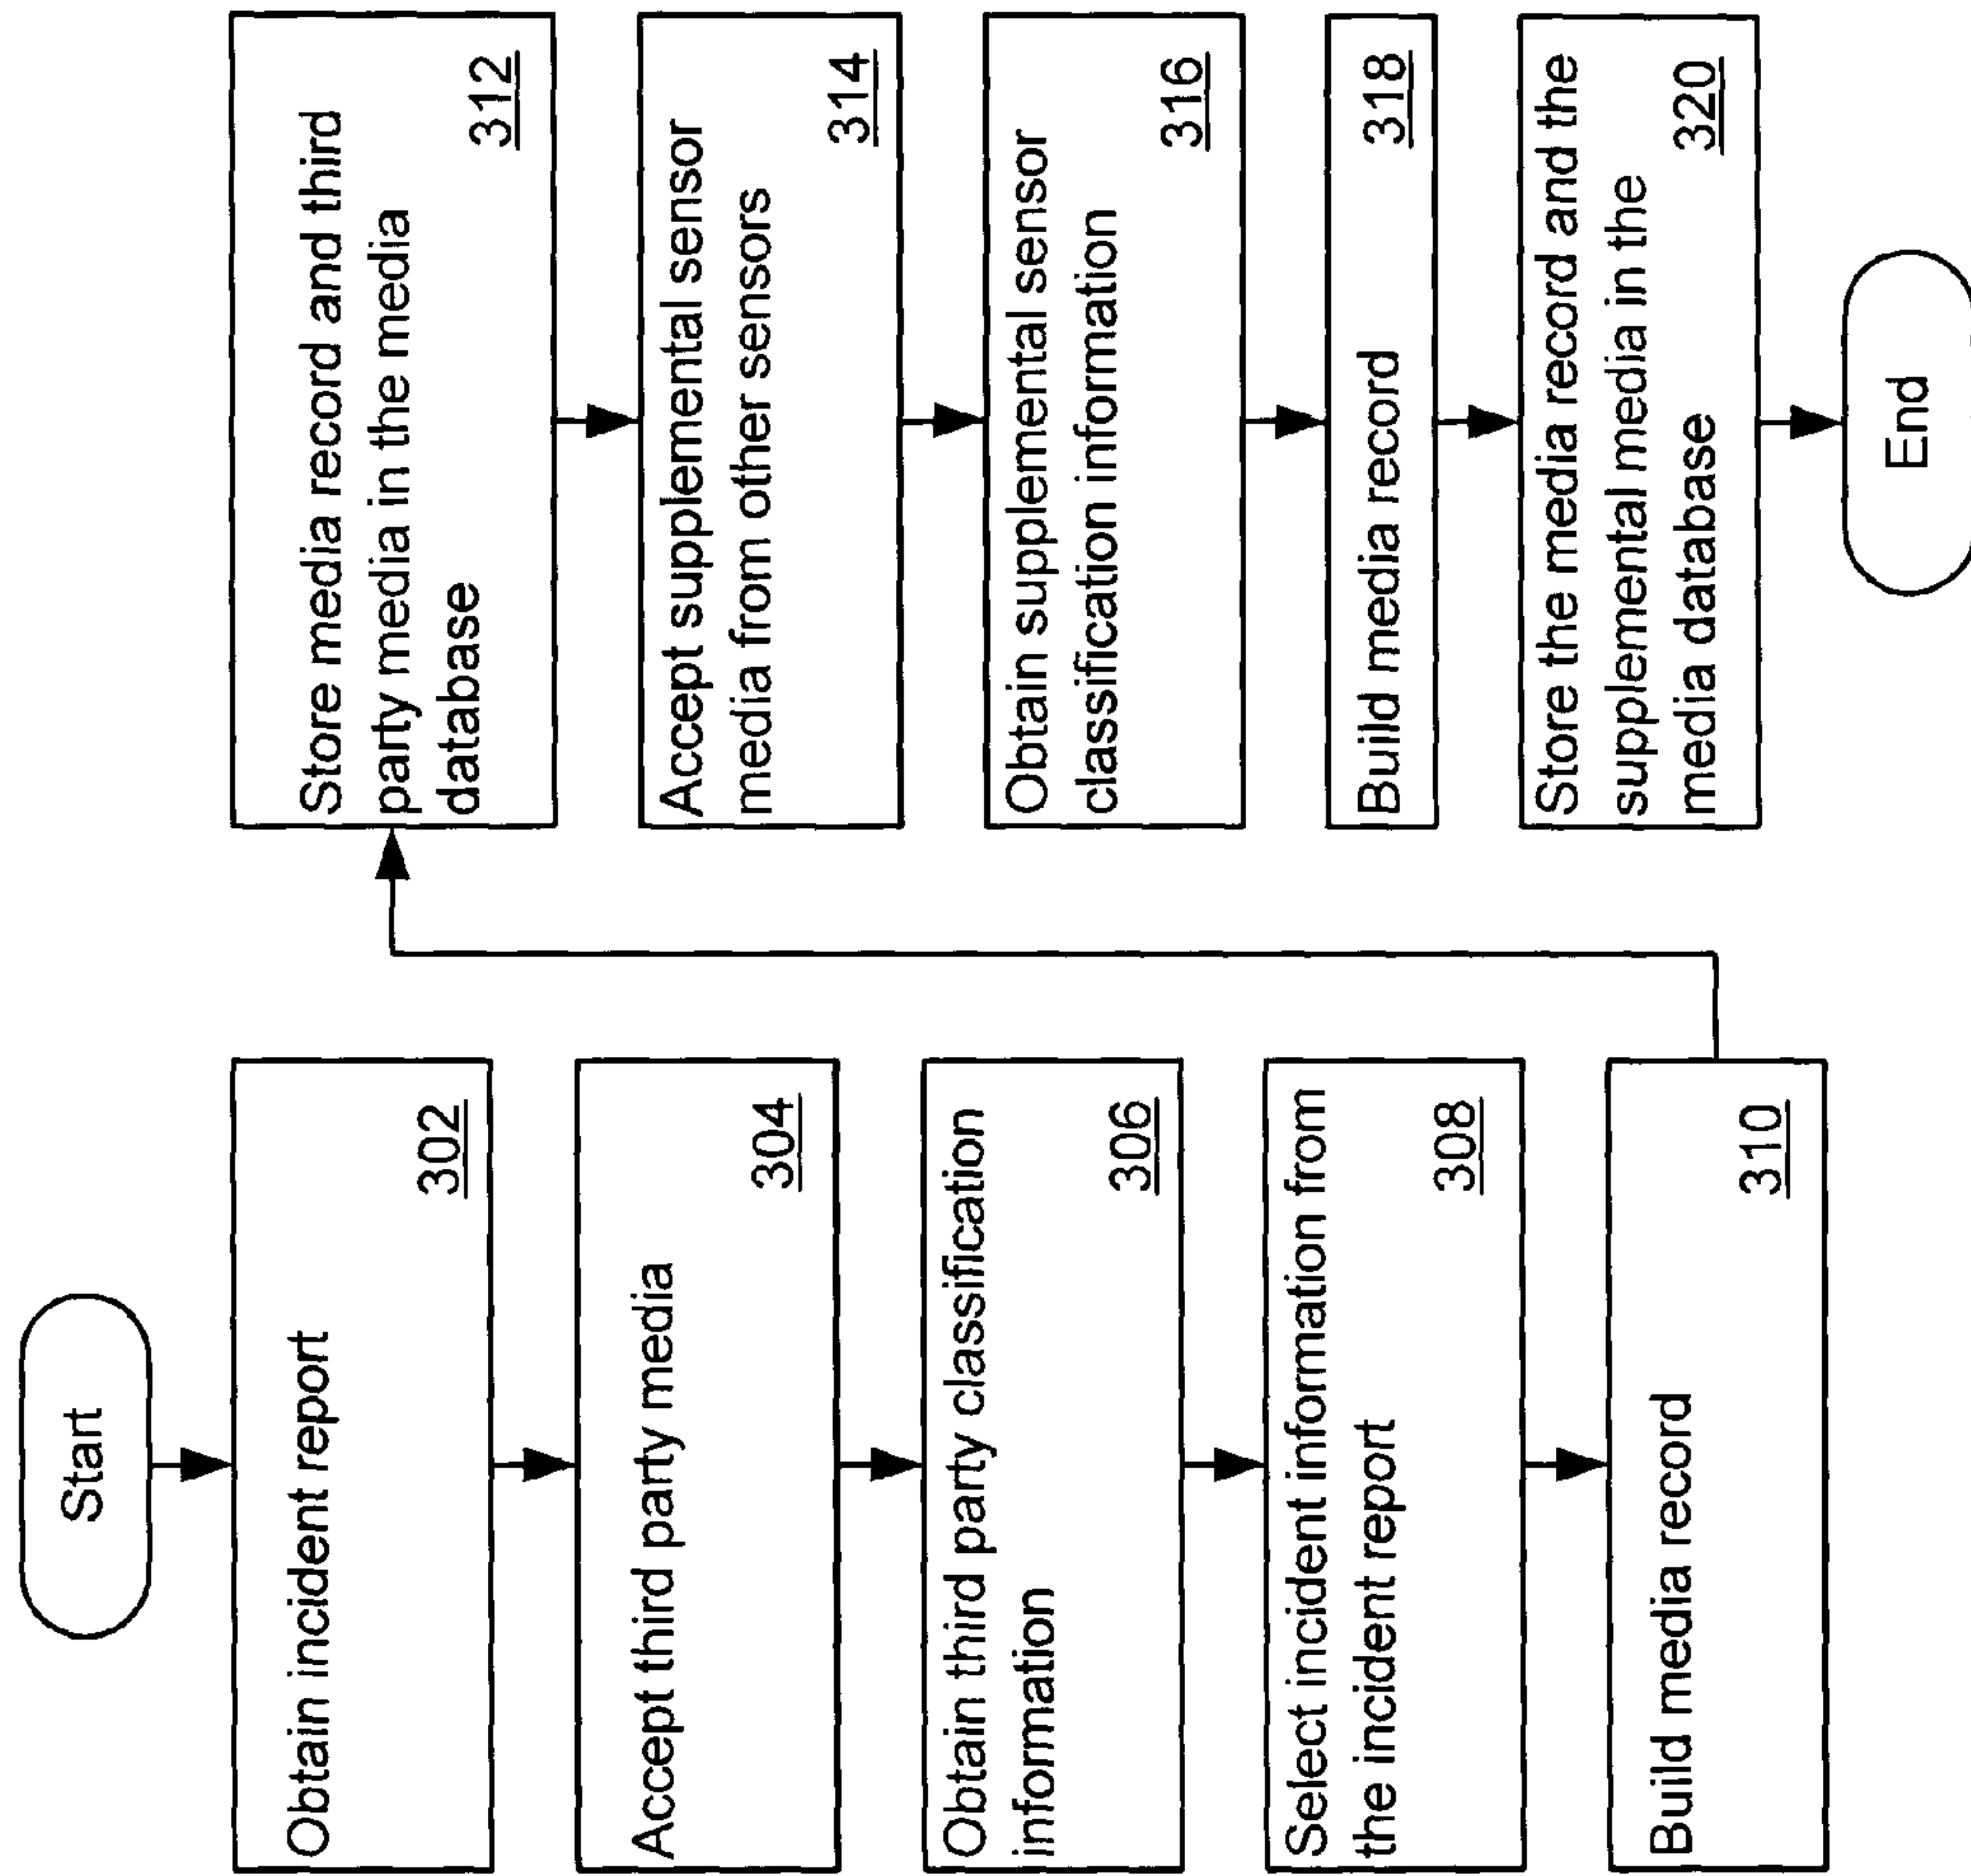 Start
Obtain incident report
302
Accept third party media
304
Obtain third party classification
information
306
Select incident information from
the incident report
308
Build media record
310
Store media record and third
party media in the media
database
312
Accept supplemental sensor
media from other sensors
314
Obtain supplemental sensor
classification information
316
Build media record
318
Store the media record and the
supplemental media in the
media database
320
End